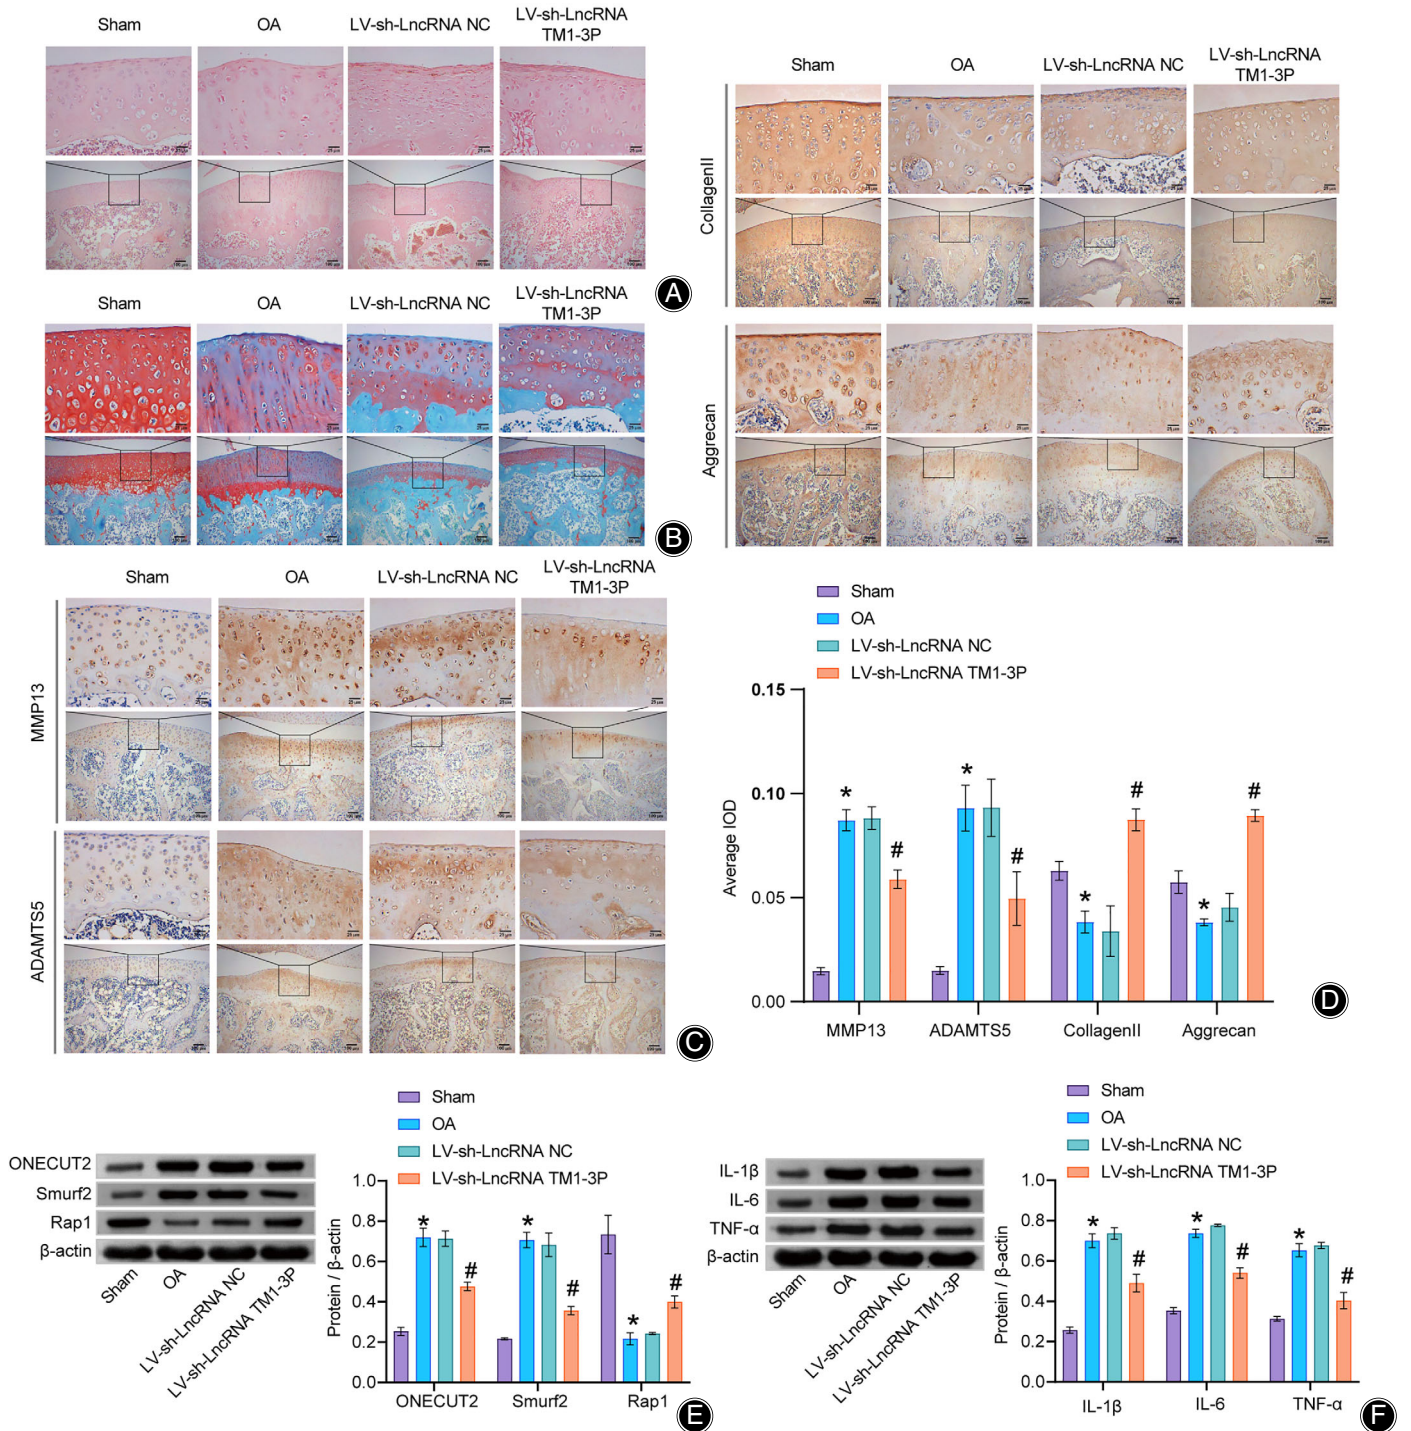 Sham
OA
LV-sh-LncRNA NC
LV-sh-LncRNA
TM1-3P
A
Sham
OA
LV-sh-LncRNA NC
LV-sh-LncRNA
TM1-3P
B
Sham
OA
LV-sh-LncRNA NC
LV-sh-LncRNA
TM1-3P
MMP13
ADAMTS5
C
Sham
OA
LV-sh-LncRNA NC
LV-sh-LncRNA
TM1-3P
CollagenII
Aggrecan
Sham
OA
LV-sh-LncRNA NC
LV-sh-LncRNA TM1-3P
Average IOD
0.15
0.10
0.05
0.00
* # * # * # * #
MMP13
ADAMTS5
CollagenII
Aggrecan
D
ONECUT2
Smurf2
Rap1
β-actin
Sham
OA
LV-sh-LncRNA NC
LV-sh-LncRNA TM1-3P
Sham
OA
LV-sh-LncRNA NC
LV-sh-LncRNA TM1-3P
Protein / β-actin
1.0
0.8
0.6
0.4
0.2
0.0
* # * # * #
ONECUT2
Smurf2
Rap1
E
IL-1β
IL-6
TNF-α
β-actin
Sham
OA
LV-sh-LncRNA NC
LV-sh-LncRNA TM1-3P
Sham
OA
LV-sh-LncRNA NC
LV-sh-LncRNA TM1-3P
Protein / β-actin
1.0
0.8
0.6
0.4
0.2
0.0
* # * # * #
IL-1β
IL-6
TNF-α
F